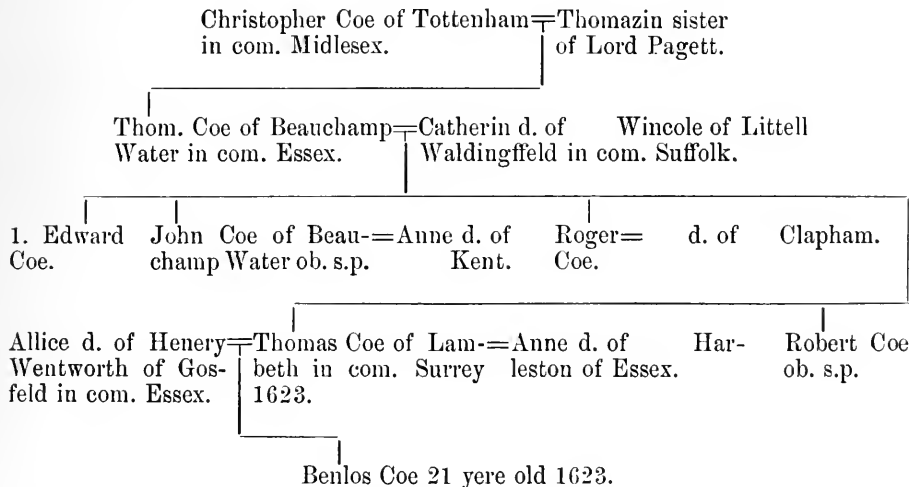 Christopher Coe of Tottenham=Thomazin sister
in com. Midlesex. of Lord Pagett.
Thom. Coe of Beauchamp=Catherin d. of Wincole of Littell
Water in com. Essex. Waldingffeld in com. Suffolk.
1. Edward John Coe of Beau-=Anne d. of Roger= d. of Clapham.
Coe. champ Water ob. s.p. Kent. Coe.
Allice d. of Henery=Thomas Coe of Lam-=Anne d. of Har- Robert Coe
Wentworth of Gos- beth in com. Surrey leston of Essex. ob. s.p.
feld in com. Essex. 1623.
Benlos Coe 21 yere old 1623.